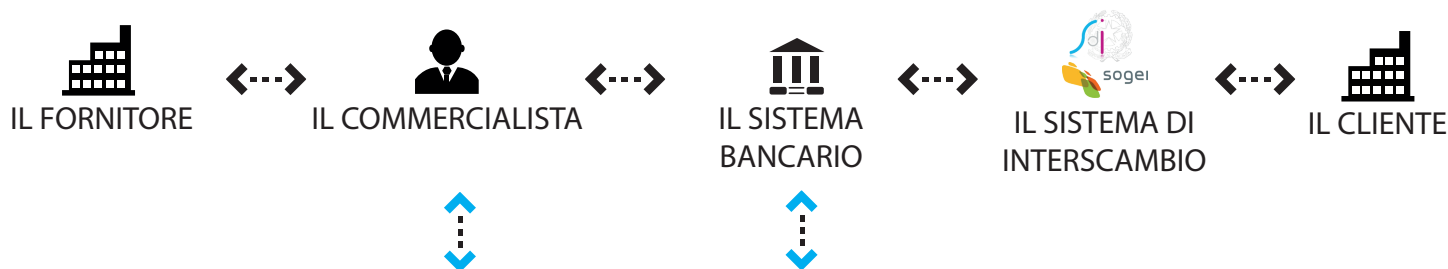 sdi
sogei
IL FORNITORE
IL COMMERCIALISTA
IL SISTEMA
BANCARIO
IL SISTEMA DI
INTERSCAMBIO
IL CLIENTE